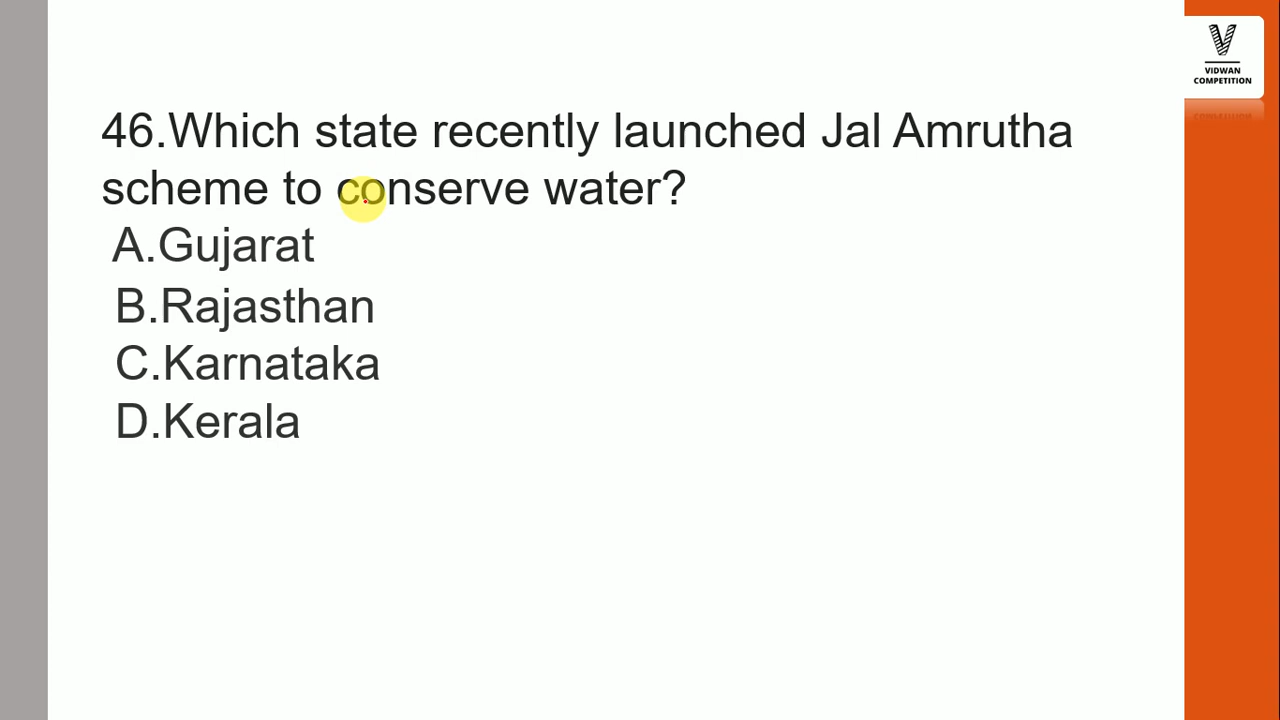 46.Which state recently launched Jal Amrutha
scheme to conserve water?
A.Gujarat
B.Rajasthan
C.Karnataka
D.Kerala
V
VIDWAN
COMPETITION